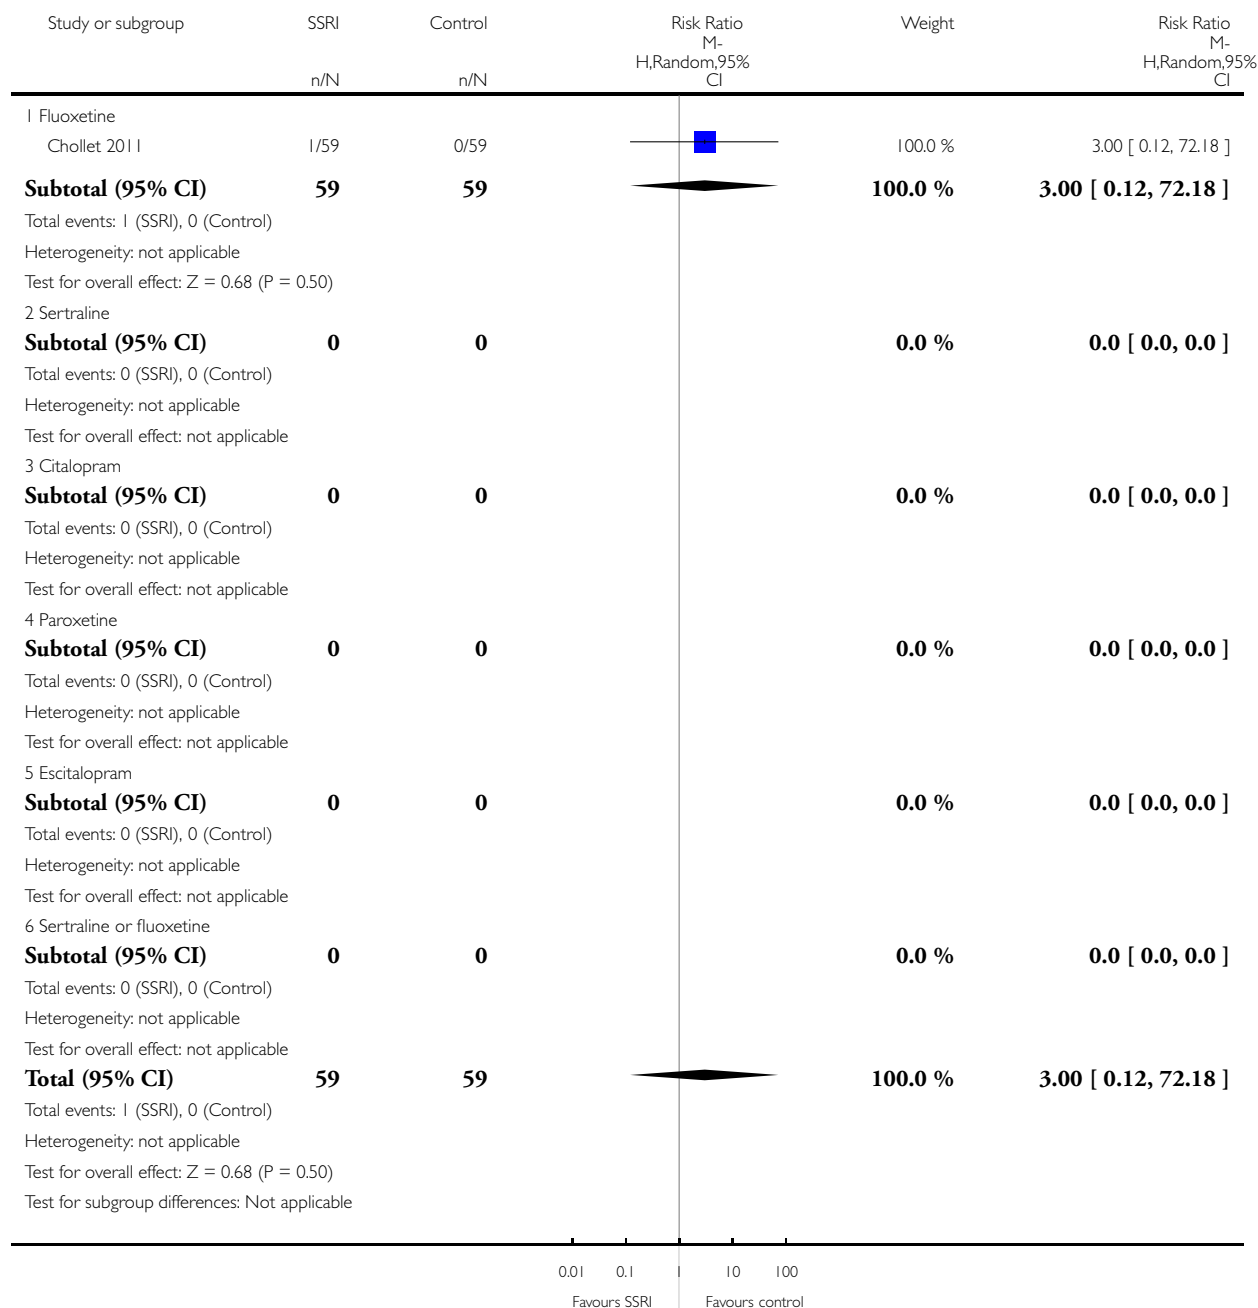 Study or subgroup SSRI Control Risk Ratio Weight Risk Ratio
M- M-
H,Random,95% H,Random,95%
n/N n/N CI CI
1 Fluoxetine
Chollet 2011 1/59 0/59 100.0 % 3.00 [ 0.12, 72.18 ]
Subtotal (95% CI) 59 59 100.0 % 3.00 [ 0.12, 72.18 ]
Total events: 1 (SSRI), 0 (Control)
Heterogeneity: not applicable
Test for overall effect: Z = 0.68 (P = 0.50)
2 Sertraline
Subtotal (95% CI) 0 0 0.0 % 0.0 [ 0.0, 0.0 ]
Total events: 0 (SSRI), 0 (Control)
Heterogeneity: not applicable
Test for overall effect: not applicable
3 Citalopram
Subtotal (95% CI) 0 0 0.0 % 0.0 [ 0.0, 0.0 ]
Total events: 0 (SSRI), 0 (Control)
Heterogeneity: not applicable
Test for overall effect: not applicable
4 Paroxetine
Subtotal (95% CI) 0 0 0.0 % 0.0 [ 0.0, 0.0 ]
Total events: 0 (SSRI), 0 (Control)
Heterogeneity: not applicable
Test for overall effect: not applicable
5 Escitalopram
Subtotal (95% CI) 0 0 0.0 % 0.0 [ 0.0, 0.0 ]
Total events: 0 (SSRI), 0 (Control)
Heterogeneity: not applicable
Test for overall effect: not applicable
6 Sertraline or fluoxetine
Subtotal (95% CI) 0 0 0.0 % 0.0 [ 0.0, 0.0 ]
Total events: 0 (SSRI), 0 (Control)
Heterogeneity: not applicable
Test for overall effect: not applicable
Total (95% CI) 59 59 100.0 % 3.00 [ 0.12, 72.18 ]
Total events: 1 (SSRI), 0 (Control)
Heterogeneity: not applicable
Test for overall effect: Z = 0.68 (P = 0.50)
Test for subgroup differences: Not applicable
0.01 0.1 1 10 100
Favours SSRI Favours control